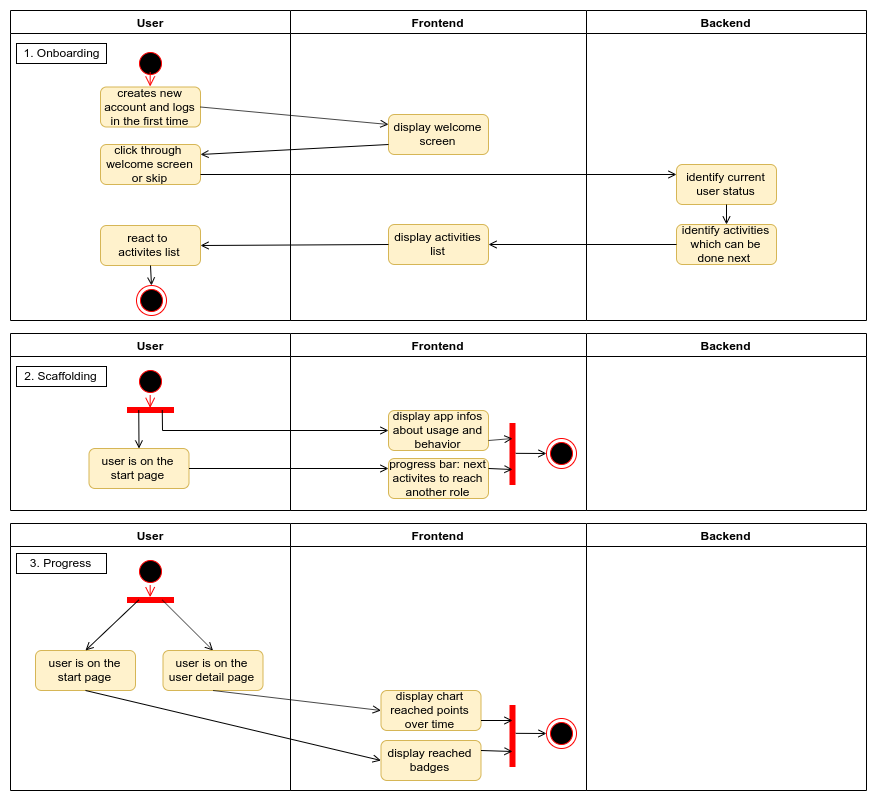 User
Frontend
Backend
1. Onboarding
creates new
account and logs
in the first time
display welcome
screen
click through
welcome screen
or skip
identify current
user status
react to
activites list
display activities
list
identify activities
which can be
done next
User
Frontend
Backend
2. Scaffolding
display app infos
about usage and
behavior
user is on the
start page
progress bar: next
activites to reach
another role
User
Frontend
Backend
3. Progress
user is on the
start page
user is on the
user detail page
display chart
reached points
over time
display reached
badges